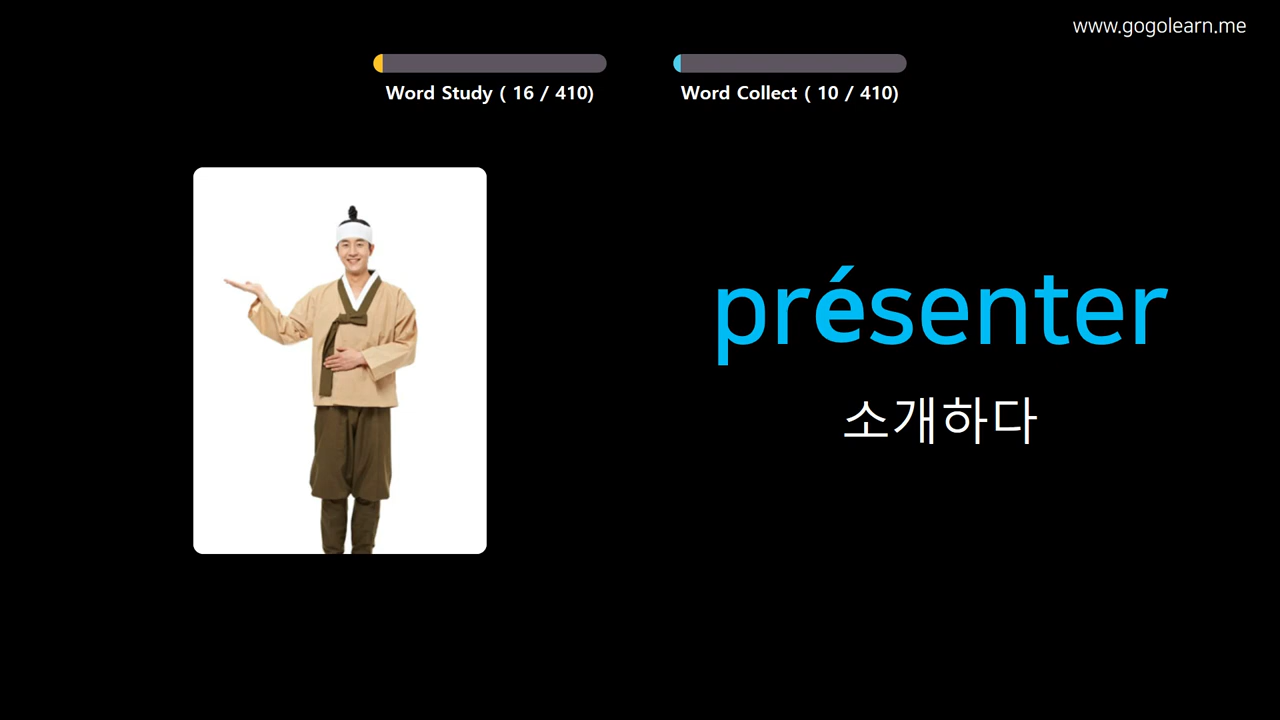 www.gogolearn.me
Word Study ( 16 / 410)
Word Collect ( 10 / 410)
présenter
소개하다